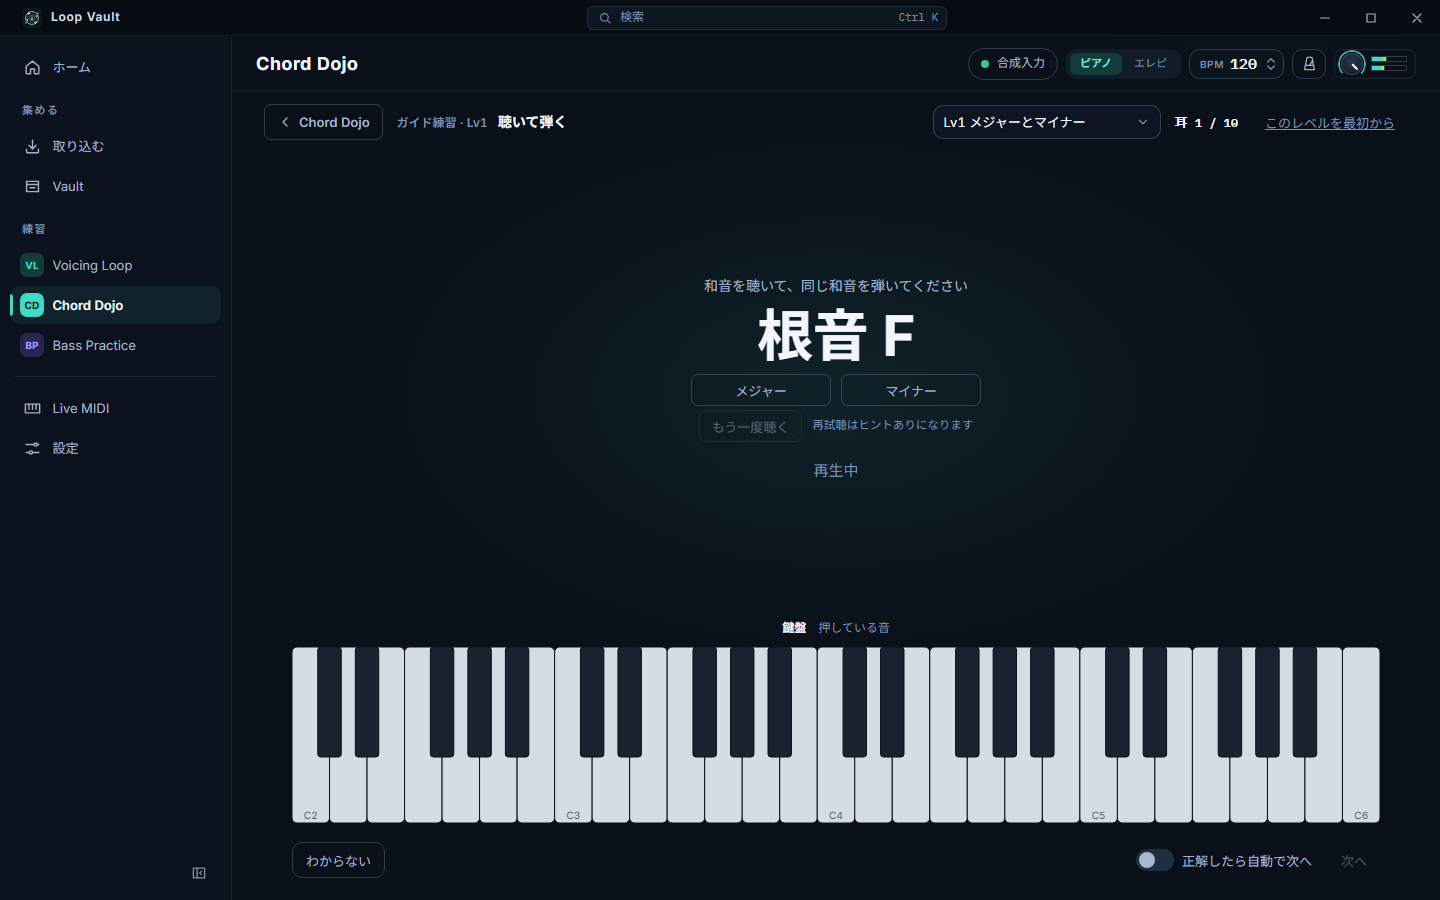 Loop Vault
検索
Ctrl K
ホーム
集める
取り込む
Vault
練習
VL Voicing Loop
CD Chord Dojo
BP Bass Practice
Live MIDI
設定
Chord Dojo
合成入力
ピアノ
エレピ
BPM 120
Chord Dojo
ガイド練習 · Lv1 聴いて弾く
Lv1 メジャーとマイナー
耳 1 / 10
このレベルを最初から
和音を聴いて、同じ和音を弾いてください
根音 F
メジャー
マイナー
もう一度聴く
再試聴はヒントありになります
再生中
鍵盤 押している音
C2 C3 C4 C5 C6
わからない
正解したら自動で次へ
次へ